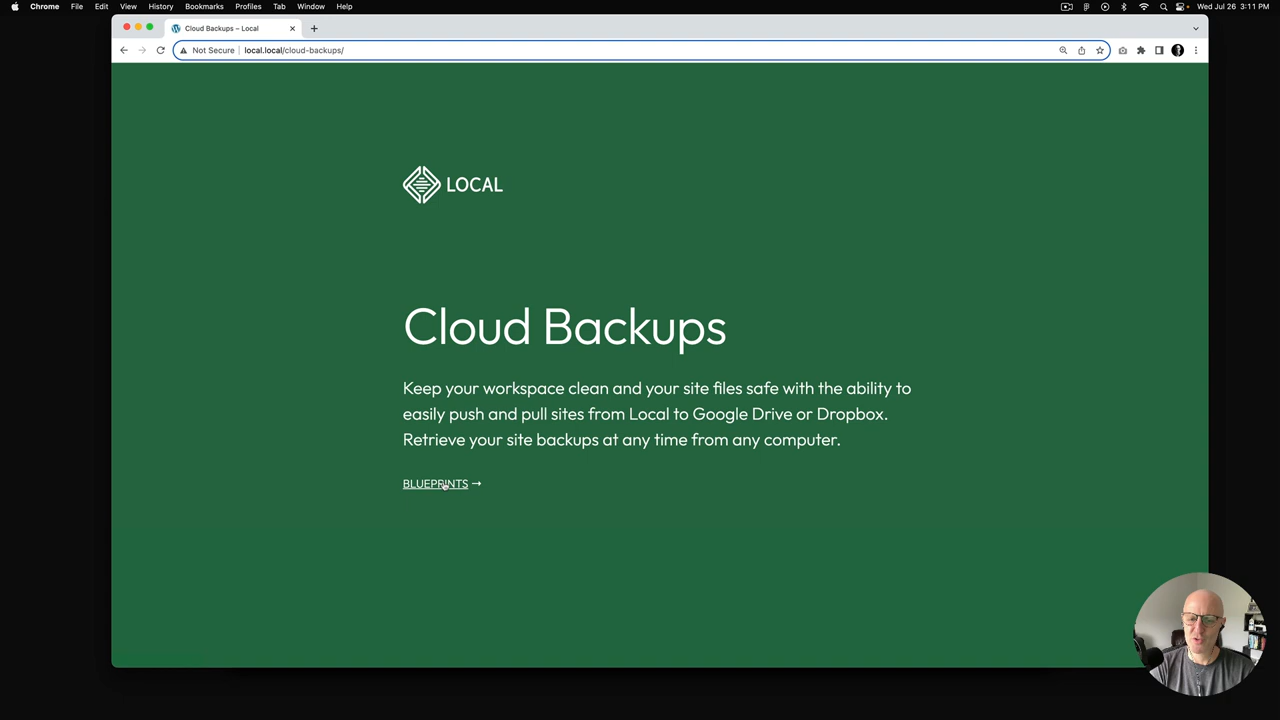 Chrome File Edit View History Bookmarks Profiles Tab Window Help Wed Jul 26 3:11 PM
Cloud Backups – Local
Not Secure local.local/cloud-backups/
LOCAL
Cloud Backups
Keep your workspace clean and your site files safe with the ability to
easily push and pull sites from Local to Google Drive or Dropbox.
Retrieve your site backups at any time from any computer.
BLUEPRINTS →